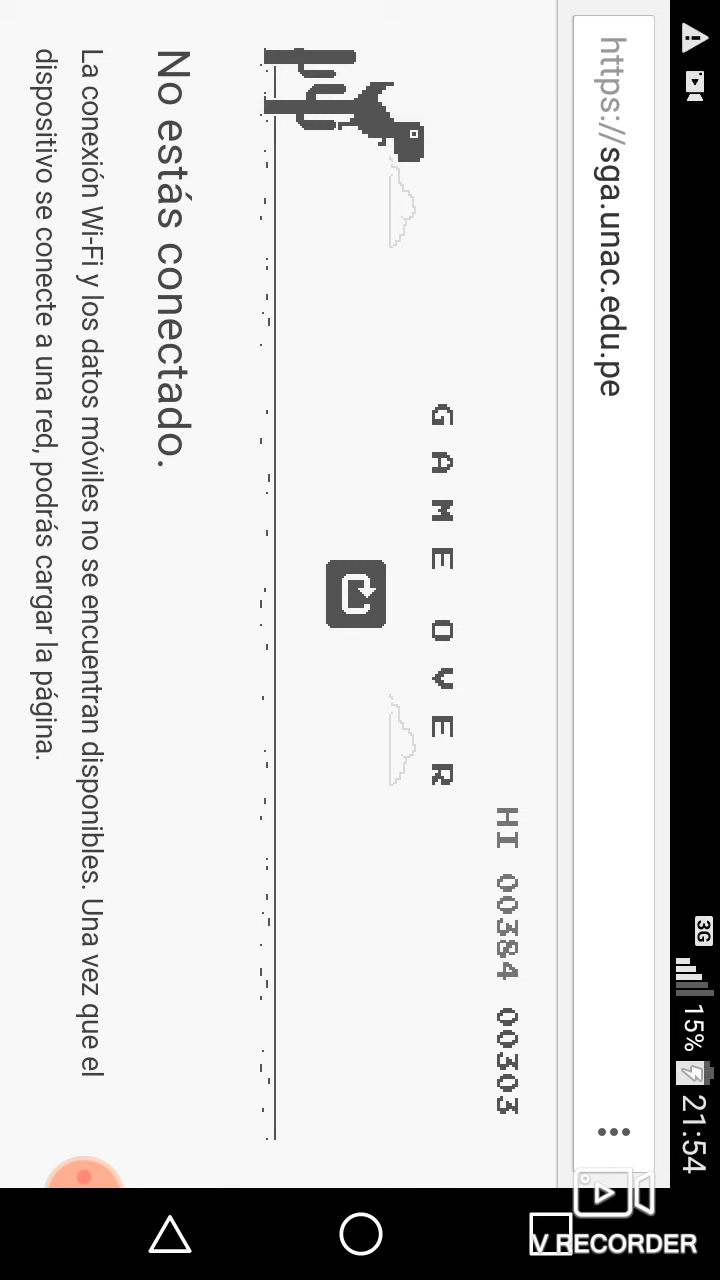 3G 15% 21:54
https://sga.unac.edu.pe
HI 00384 00303
GAME OVER
No estás conectado.
La conexión Wi-Fi y los datos móviles no se encuentran disponibles. Una vez que el
dispositivo se conecte a una red, podrás cargar la página.
V RECORDER